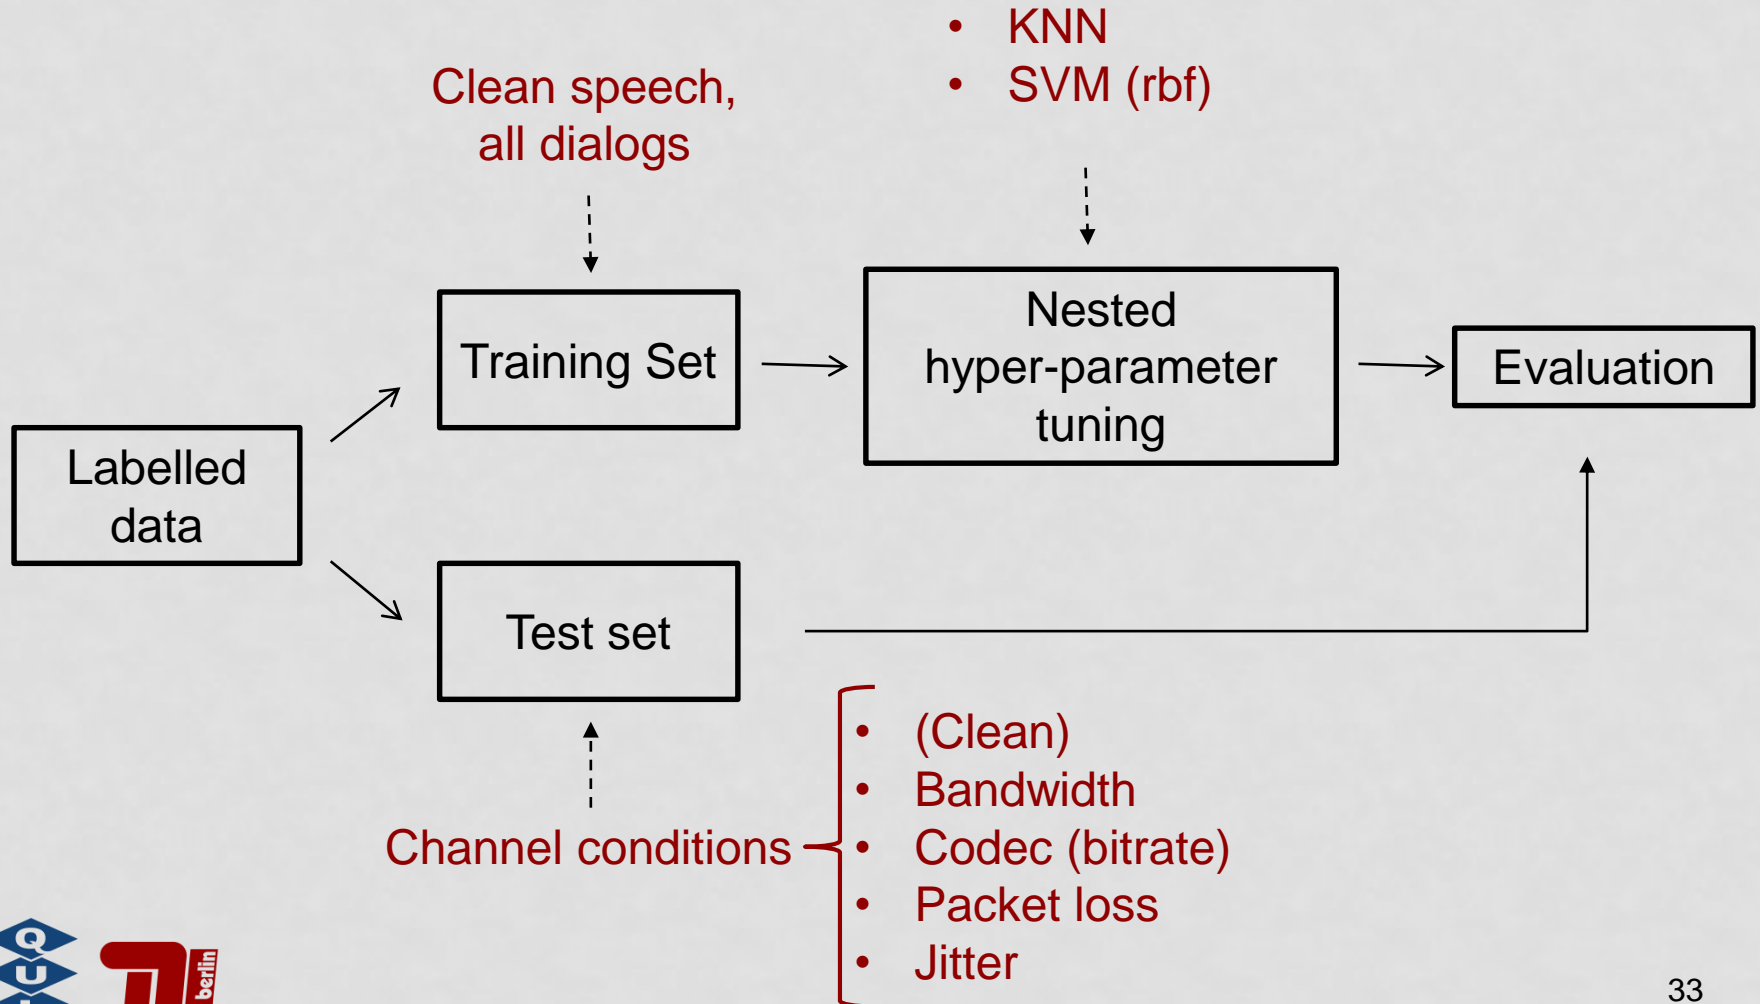 • KNN
• SVM (rbf)
Clean speech,
all dialogs
Training Set
Nested
hyper-parameter
tuning
Evaluation
Labelled
data
Test set
Channel conditions
• (Clean)
• Bandwidth
• Codec (bitrate)
• Packet loss
• Jitter
Q
U
berlin
33